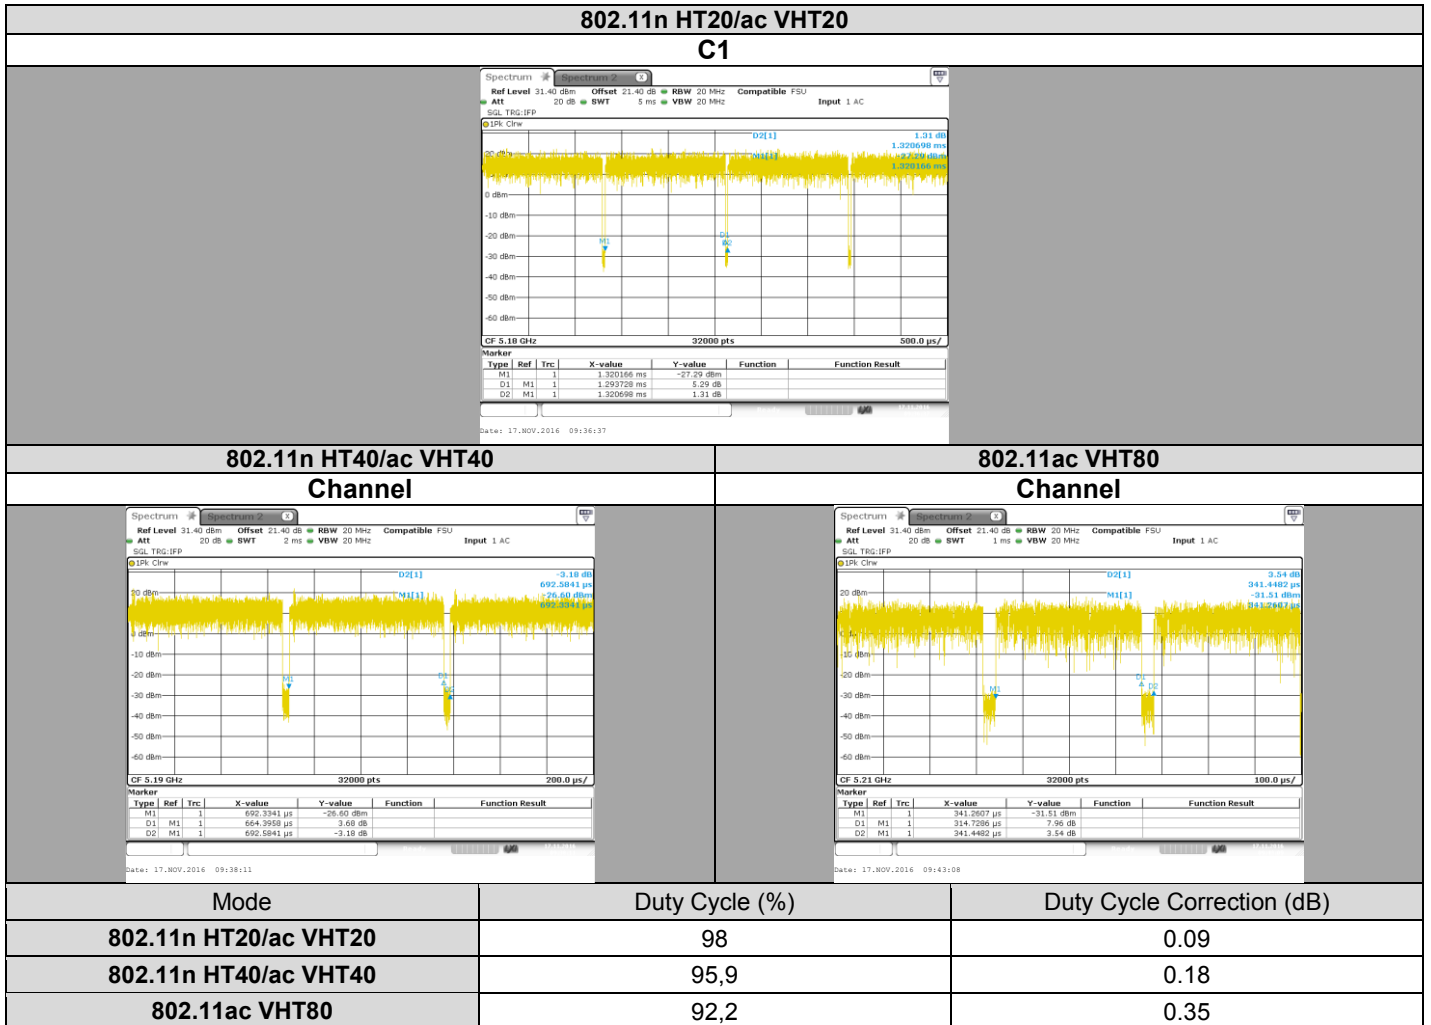 802.11n HT20/ac VHT20
C1
Spectrum Spectrum 2 X
Ref Level 31.40 dBm Offset 21.40 dB RBW 20 MHz Compatible FSU
Att 20 dB SWT 5 ms VBW 20 MHz Input 1 AC
SGL TRG:IFP
1Pk Clrw
D2[1] 1.31 dB
1.320698 ms
20 dBm M1[1] -27.29 dBm
1.320166 ms
0 dBm
-10 dBm
-20 dBm
D1
M1 D2
-30 dBm
-40 dBm
-50 dBm
-60 dBm
CF 5.18 GHz 32000 pts 500.0 µs/
Marker
Type Ref Trc X-value Y-value Function Function Result
M1 1 1.320166 ms -27.29 dBm
D1 M1 1 1.293728 ms 5.29 dB
D2 M1 1 1.320698 ms 1.31 dB
Date: 17.NOV.2016 09:36:37
802.11n HT40/ac VHT40 802.11ac VHT80
Channel Channel
Spectrum Spectrum 2 X
Ref Level 31.40 dBm Offset 21.40 dB RBW 20 MHz Compatible FSU
Att 20 dB SWT 2 ms VBW 20 MHz Input 1 AC
SGL TRG:IFP
1Pk Clrw
D2[1] -3.18 dB
692.5841 µs
20 dBm M1[1] -26.60 dBm
692.3341 µs
0 dBm
-10 dBm
-20 dBm
M1 D1
D2
-30 dBm
-40 dBm
-50 dBm
-60 dBm
CF 5.19 GHz 32000 pts 200.0 µs/
Marker
Type Ref Trc X-value Y-value Function Function Result
M1 1 692.3341 µs -26.60 dBm
D1 M1 1 664.3958 µs 3.68 dB
D2 M1 1 692.5841 µs -3.18 dB
Date: 17.NOV.2016 09:38:11
Spectrum Spectrum 2 X
Ref Level 31.40 dBm Offset 21.40 dB RBW 20 MHz Compatible FSU
Att 20 dB SWT 1 ms VBW 20 MHz Input 1 AC
SGL TRG:IFP
1Pk Clrw
D2[1] 3.54 dB
341.4482 µs
20 dBm M1[1] -31.51 dBm
341.2607 µs
-10 dBm
-20 dBm
D1
M1 D2
-30 dBm
-40 dBm
-50 dBm
-60 dBm
CF 5.21 GHz 32000 pts 100.0 µs/
Marker
Type Ref Trc X-value Y-value Function Function Result
M1 1 341.2607 µs -31.51 dBm
D1 M1 1 314.7286 µs 7.96 dB
D2 M1 1 341.4482 µs 3.54 dB
Date: 17.NOV.2016 09:43:08
Mode Duty Cycle (%) Duty Cycle Correction (dB)
802.11n HT20/ac VHT20 98 0.09
802.11n HT40/ac VHT40 95,9 0.18
802.11ac VHT80 92,2 0.35